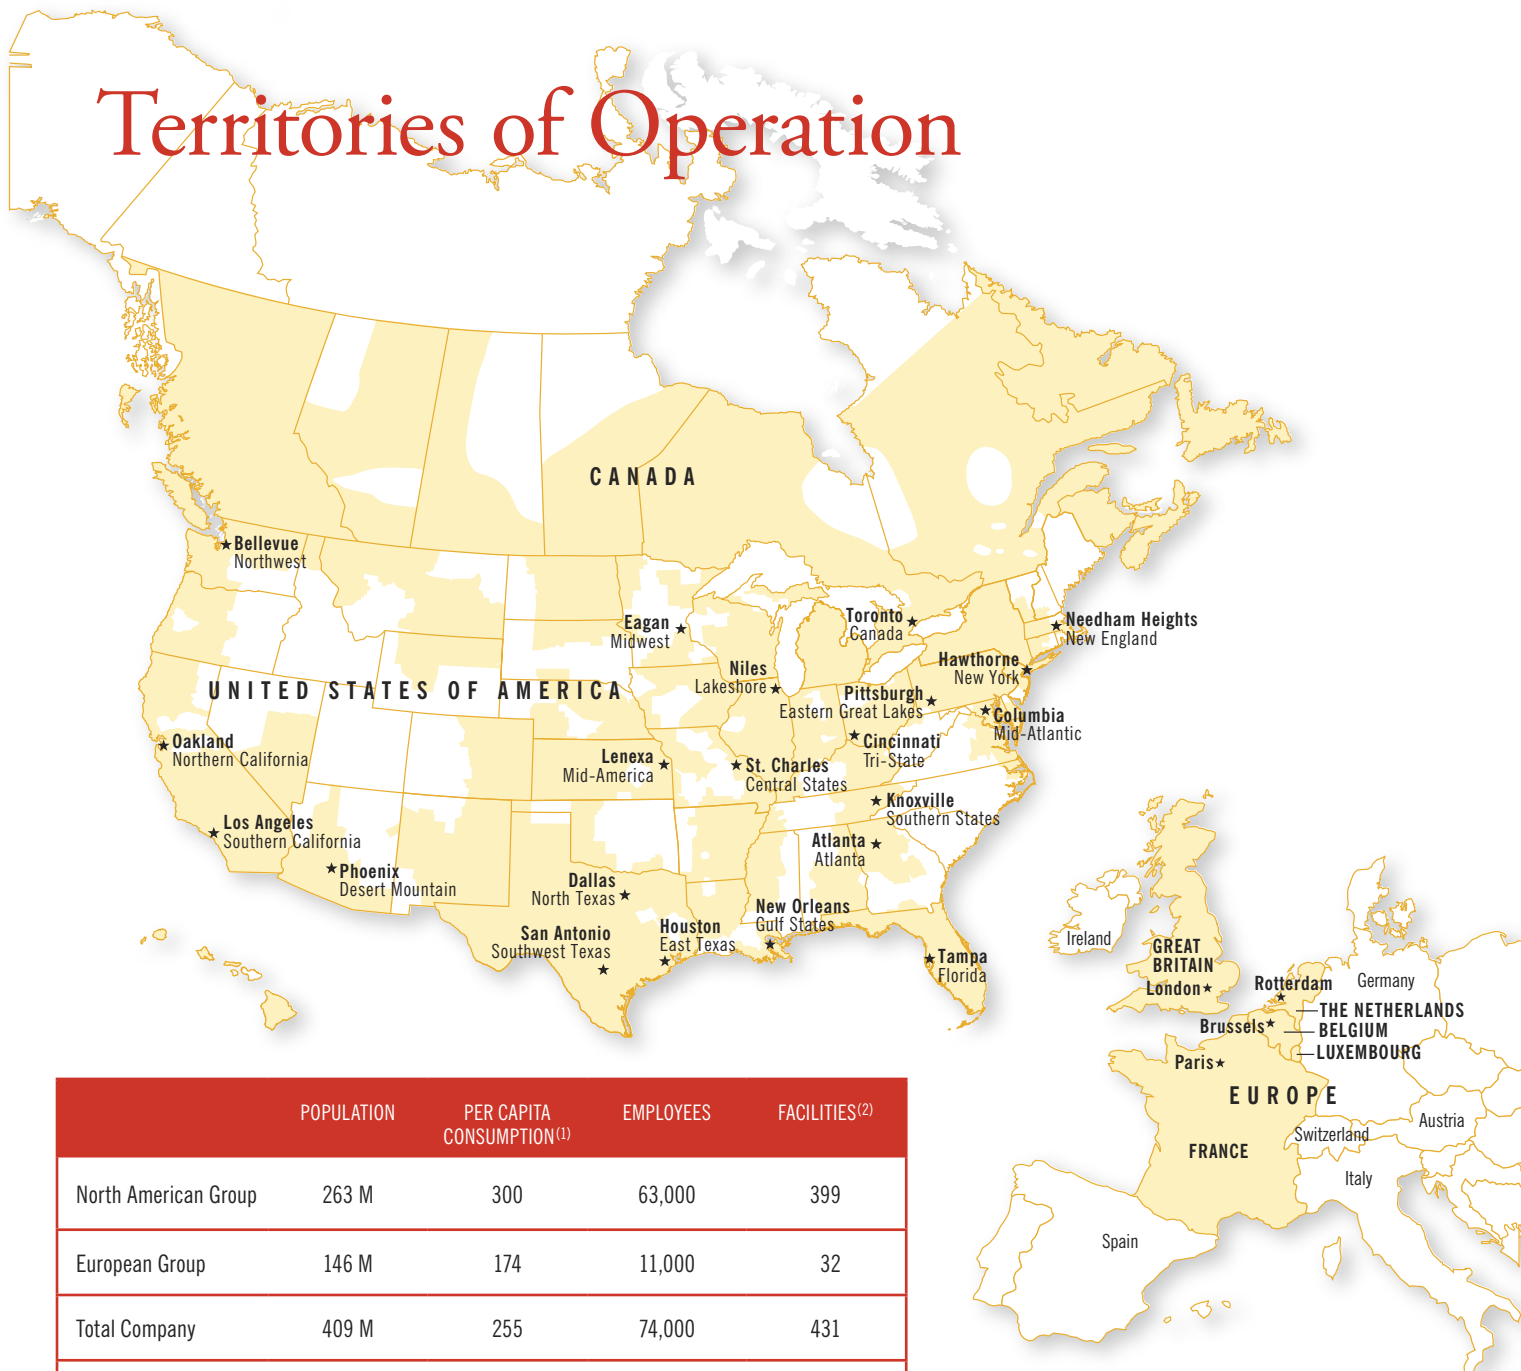 Territories of Operation
CANADA
UNITED STATES OF AMERICA
Bellevue
Northwest
Eagan
Midwest
Toronto
Canada
Needham Heights
New England
Hawthorne
New York
Niles
Lakeshore
Pittsburgh
Eastern Great Lakes
Columbia
Mid-Atlantic
Oakland
Northern California
Cincinnati
Tri-State
Lenexa
Mid-America
St. Charles
Central States
Knoxville
Southern States
Los Angeles
Southern California
Atlanta
Atlanta
Phoenix
Desert Mountain
Dallas
North Texas
New Orleans
Gulf States
San Antonio
Southwest Texas
Houston
East Texas
Tampa
Florida
Ireland
GREAT
BRITAIN
London
Rotterdam
Germany
THE NETHERLANDS
Brussels
BELGIUM
LUXEMBOURG
Paris
EUROPE
Switzerland
Austria
FRANCE
Italy
Spain
POPULATION PER CAPITA CONSUMPTION(1) EMPLOYEES FACILITIES(2)
North American Group 263 M 300 63,000 399
European Group 146 M 174 11,000 32
Total Company 409 M 255 74,000 431